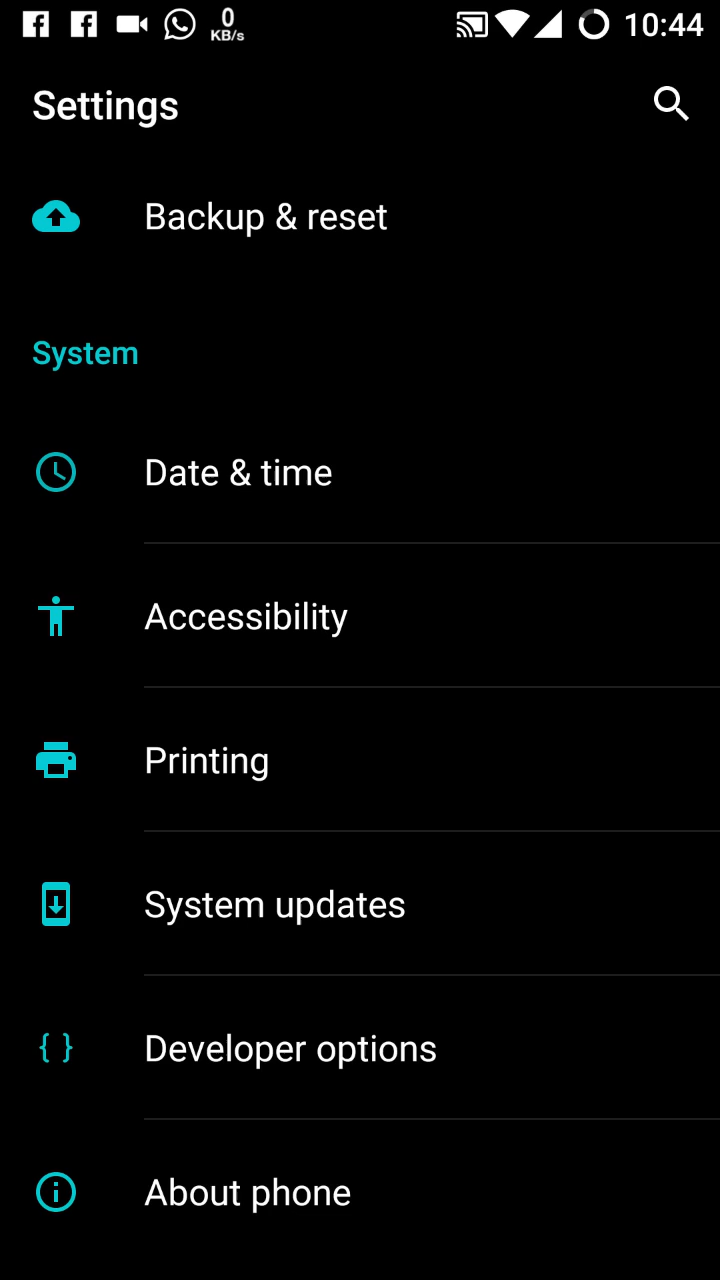 0
KB/s
10:44
Settings
Backup & reset
System
Date & time
Accessibility
Printing
System updates
{ } Developer options
About phone